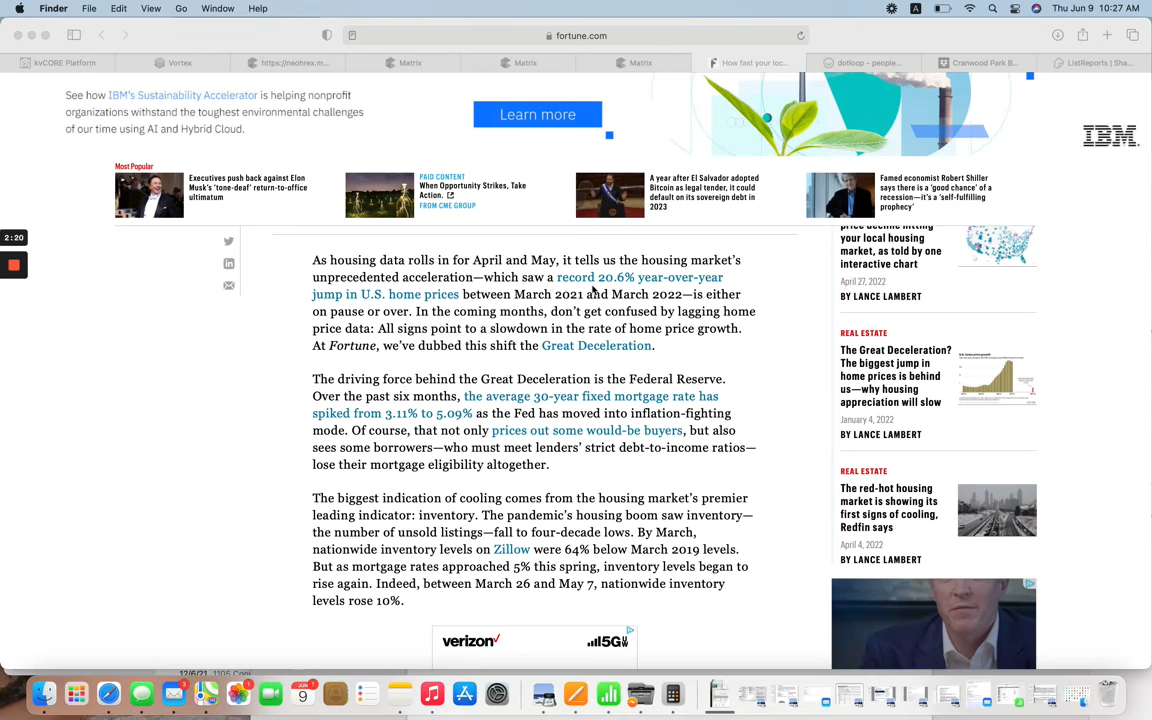 Finder File Edit View Go Window Help
Thu Jun 9 10:27 AM
fortune.com
kvCORE Platform
Vortex
https://neohrex.m...
Matrix
Matrix
Matrix
How fast your loc...
dotloop - people...
Cranwood Park B...
ListReports | Sha...
See how IBM's Sustainability Accelerator is helping nonprofit
organizations withstand the toughest environmental challenges
of our time using AI and Hybrid Cloud.
Learn more
IBM
Most Popular
Executives push back against Elon
Musk's 'tone-deaf' return-to-office
ultimatum
PAID CONTENT
When Opportunity Strikes, Take
Action.
FROM CME GROUP
A year after El Salvador adopted
Bitcoin as legal tender, it could
default on its sovereign debt in
2023
Famed economist Robert Shiller
says there is a 'good chance' of a
recession—it's a 'self-fulfilling
prophecy'
2:20
As housing data rolls in for April and May, it tells us the housing market's
unprecedented acceleration—which saw a record 20.6% year-over-year
jump in U.S. home prices between March 2021 and March 2022—is either
on pause or over. In the coming months, don't get confused by lagging home
price data: All signs point to a slowdown in the rate of home price growth.
At Fortune, we've dubbed this shift the Great Deceleration.
The driving force behind the Great Deceleration is the Federal Reserve.
Over the past six months, the average 30-year fixed mortgage rate has
spiked from 3.11% to 5.09% as the Fed has moved into inflation-fighting
mode. Of course, that not only prices out some would-be buyers, but also
sees some borrowers—who must meet lenders' strict debt-to-income ratios—
lose their mortgage eligibility altogether.
The biggest indication of cooling comes from the housing market's premier
leading indicator: inventory. The pandemic's housing boom saw inventory—
the number of unsold listings—fall to four-decade lows. By March,
nationwide inventory levels on Zillow were 64% below March 2019 levels.
But as mortgage rates approached 5% this spring, inventory levels began to
rise again. Indeed, between March 26 and May 7, nationwide inventory
levels rose 10%.
verizon
5G UW
price decline hitting
your local housing
market, as told by one
interactive chart
April 27, 2022
BY LANCE LAMBERT
REAL ESTATE
The Great Deceleration?
The biggest jump in
home prices is behind
us—why housing
appreciation will slow
January 4, 2022
BY LANCE LAMBERT
REAL ESTATE
The red-hot housing
market is showing its
first signs of cooling,
Redfin says
April 4, 2022
BY LANCE LAMBERT
12/6/21, 1105 Coni
JUN
9